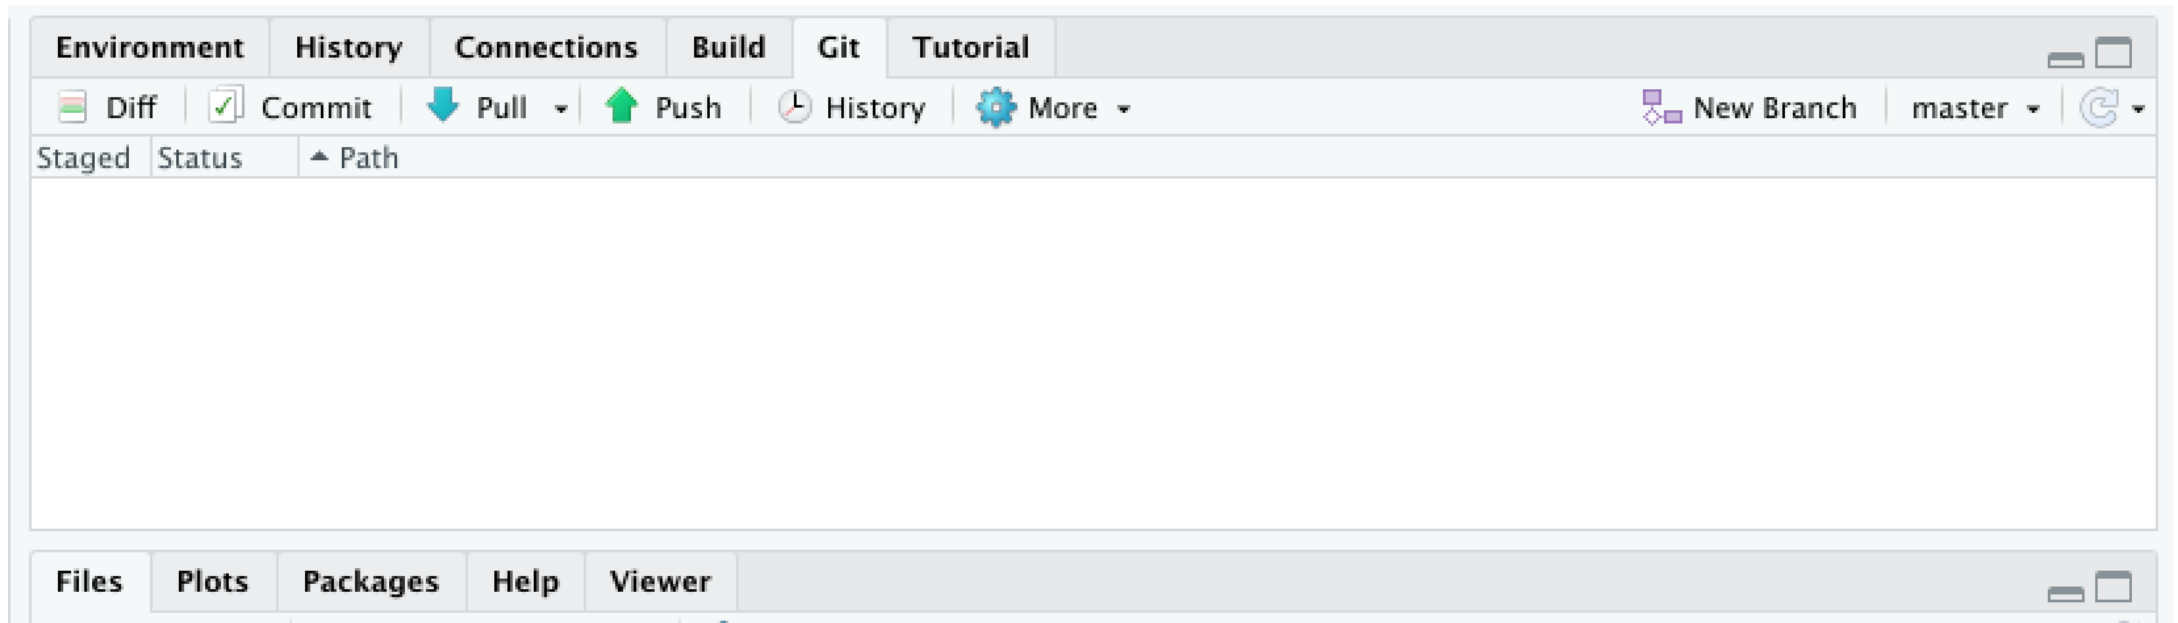 Environment History Connections Build Git Tutorial
Diff Commit Pull Push History More New Branch master
Staged Status Path
Files Plots Packages Help Viewer